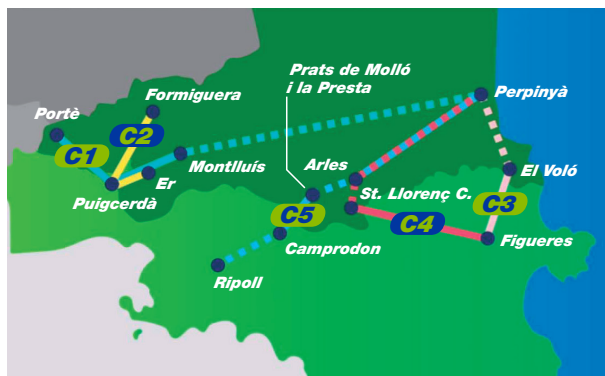 Prats de Molló
i la Presta
Formiguera
Perpinyà
Portè
C2
C1
Montlluís
Arles
Er
El Voló
Puigcerdà
St. Llorenç C.
C3
C5
C4
Camprodon
Figueres
Ripoll